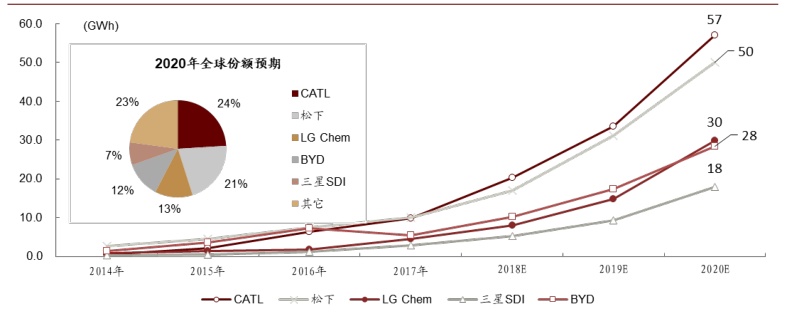 (GWh)
60.0
50.0
40.0
30.0
20.0
10.0
0.0
2020年全球份额预期
24%
21%
13%
12%
7%
23%
CATL
松下
LG Chem
BYD
三星SDI
其它
57
50
30
28
18
2014年
2015年
2016年
2017年
2018E
2019E
2020E
CATL
松下
LG Chem
三星SDI
BYD